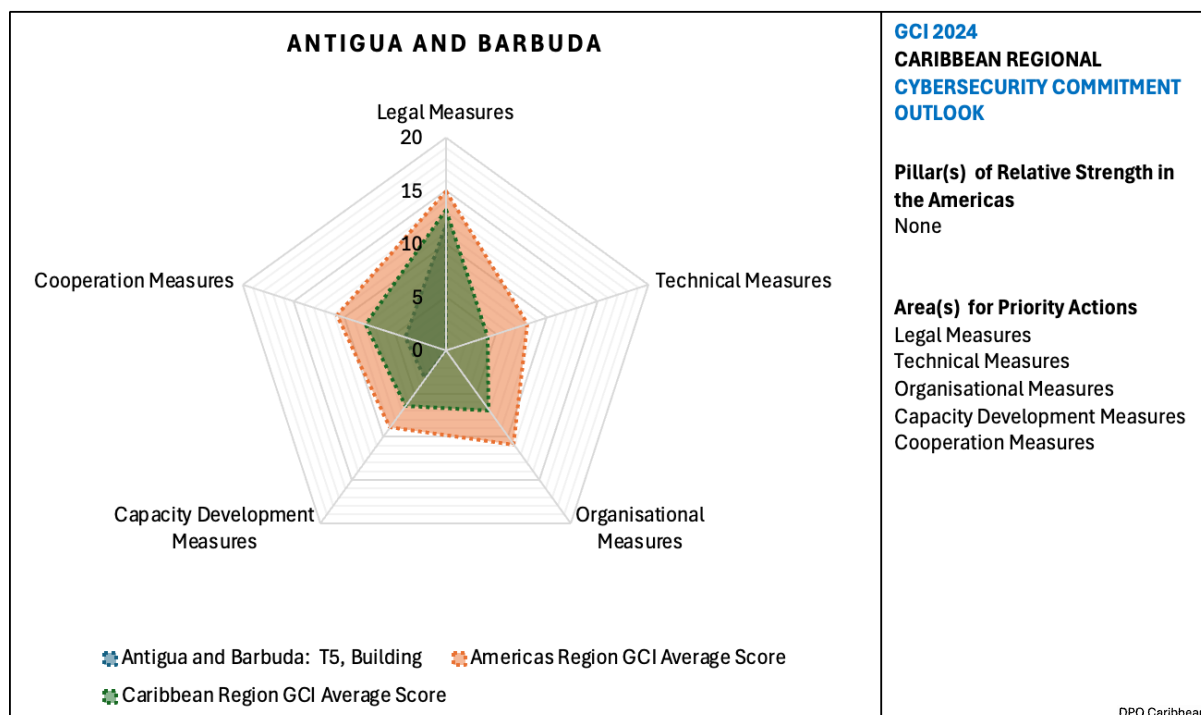 ANTIGUA AND BARBUDA
Legal Measures
20
15
10
5
0
Technical Measures
Organisational
Measures
Capacity Development
Measures
Cooperation Measures
Antigua and Barbuda: T5, Building
Americas Region GCI Average Score
Caribbean Region GCI Average Score
GCI 2024
CARIBBEAN REGIONAL
CYBERSECURITY COMMITMENT
OUTLOOK
Pillar(s) of Relative Strength in
the Americas
None
Area(s) for Priority Actions
Legal Measures
Technical Measures
Organisational Measures
Capacity Development Measures
Cooperation Measures
DPO Caribbean